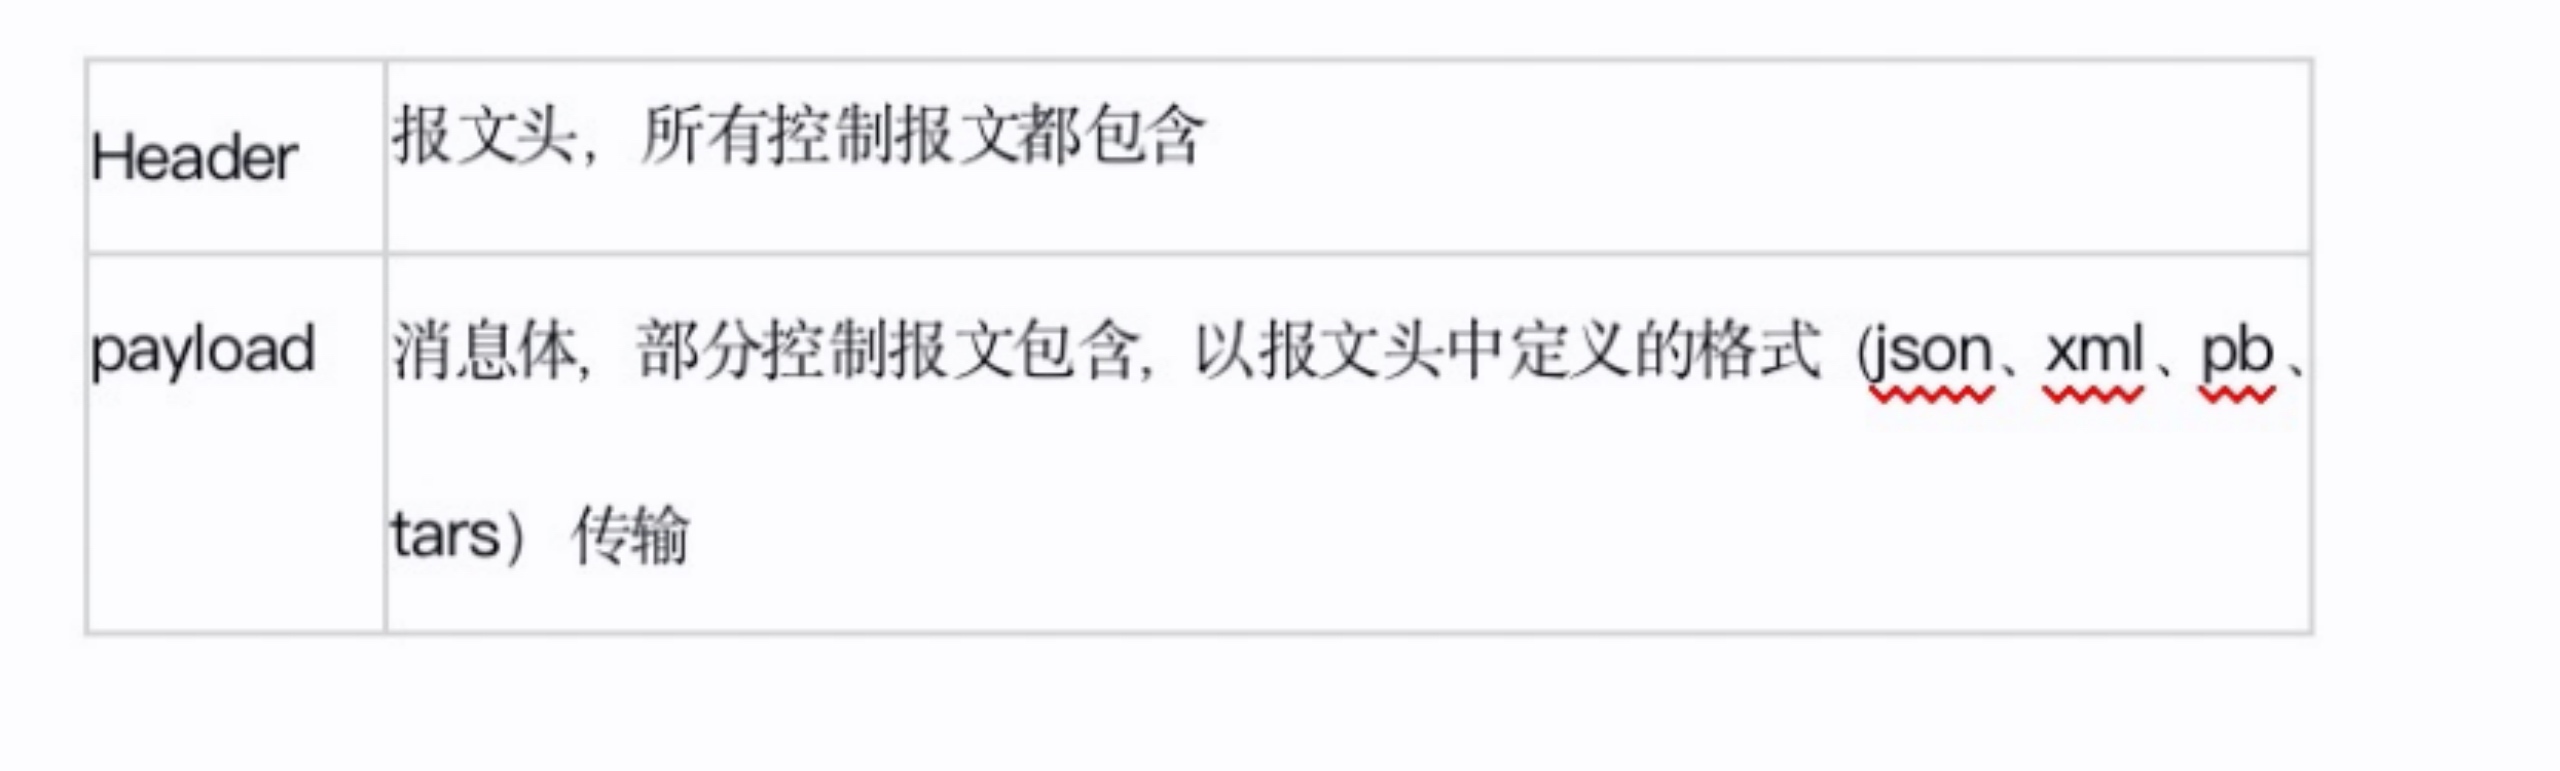 Header
报文头，所有控制报文都包含
payload
消息体，部分控制报文包含，以报文头中定义的格式（json、xml、pb、
tars）传输